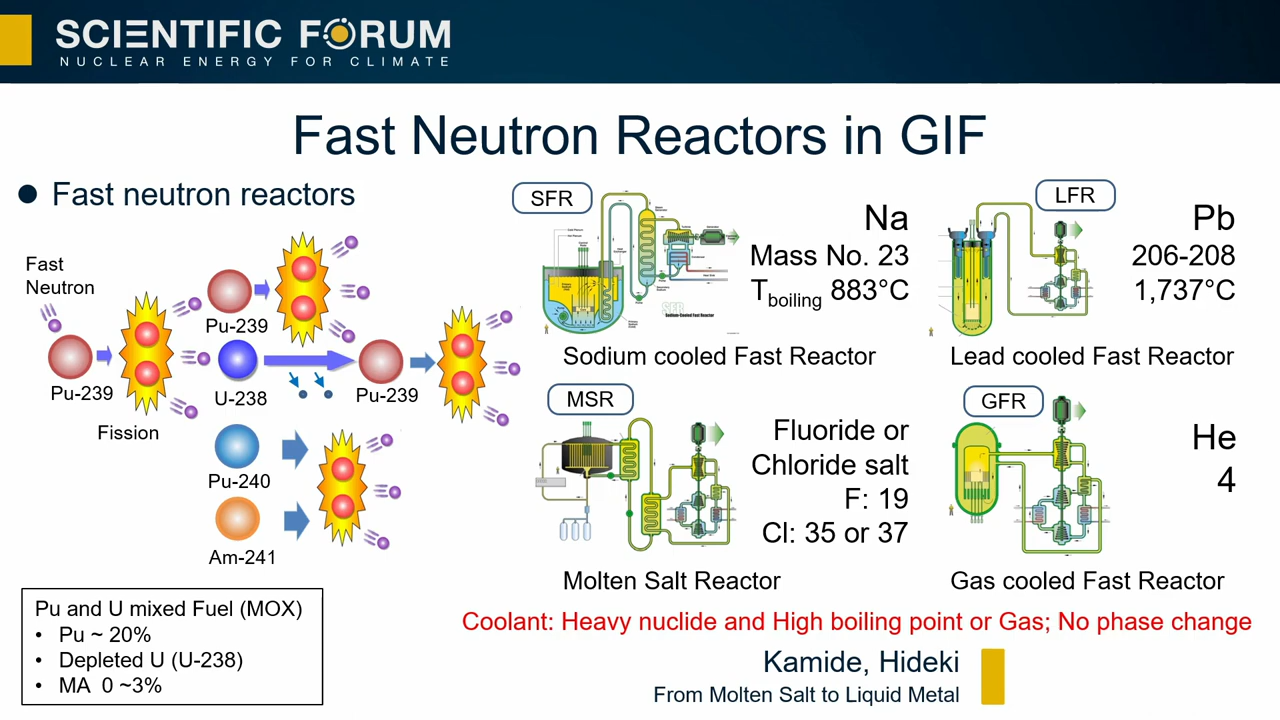 SCIENTIFIC FORUM
NUCLEAR ENERGY FOR CLIMATE
Fast Neutron Reactors in GIF
Fast neutron reactors
Fast
Neutron
Pu-239
Fission
Pu-239
U-238
Pu-239
Pu-240
Am-241
Pu and U mixed Fuel (MOX)
• Pu ~ 20%
• Depleted U (U-238)
• MA 0 ~3%
SFR
Na
Mass No. 23
Tboiling 883°C
SFR
Sodium-Cooled Fast Reactor
Sodium cooled Fast Reactor
LFR
Pb
206-208
1,737°C
Lead cooled Fast Reactor
MSR
Fluoride or
Chloride salt
F: 19
Cl: 35 or 37
Molten Salt Reactor
GFR
He
4
Gas cooled Fast Reactor
Coolant: Heavy nuclide and High boiling point or Gas; No phase change
Kamide, Hideki
From Molten Salt to Liquid Metal